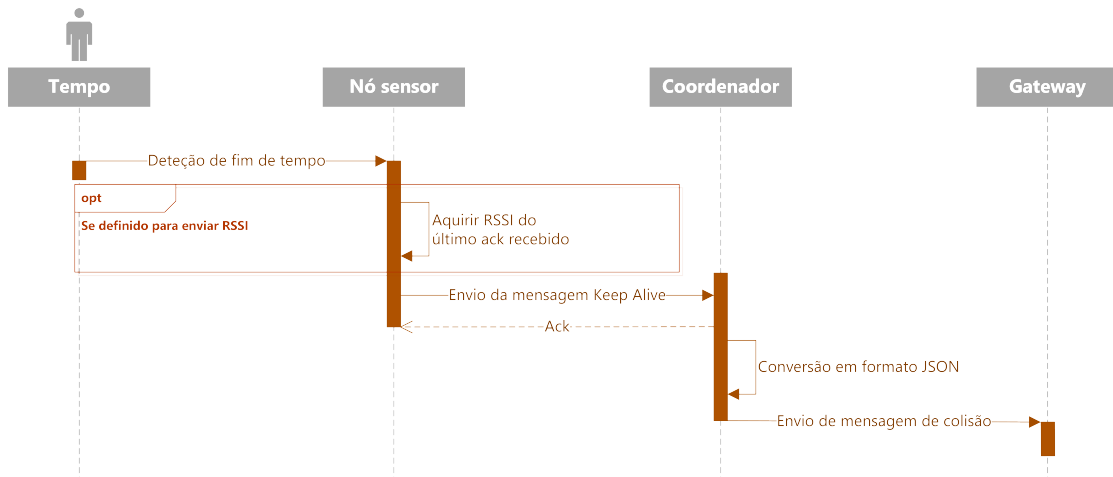 Tempo
Nó sensor
Coordenador
Gateway
Deteção de fim de tempo
opt
Se definido para enviar RSSI
Aquirir RSSI do
último ack recebido
Envio da mensagem Keep Alive
Ack
Conversão em formato JSON
Envio de mensagem de colisão